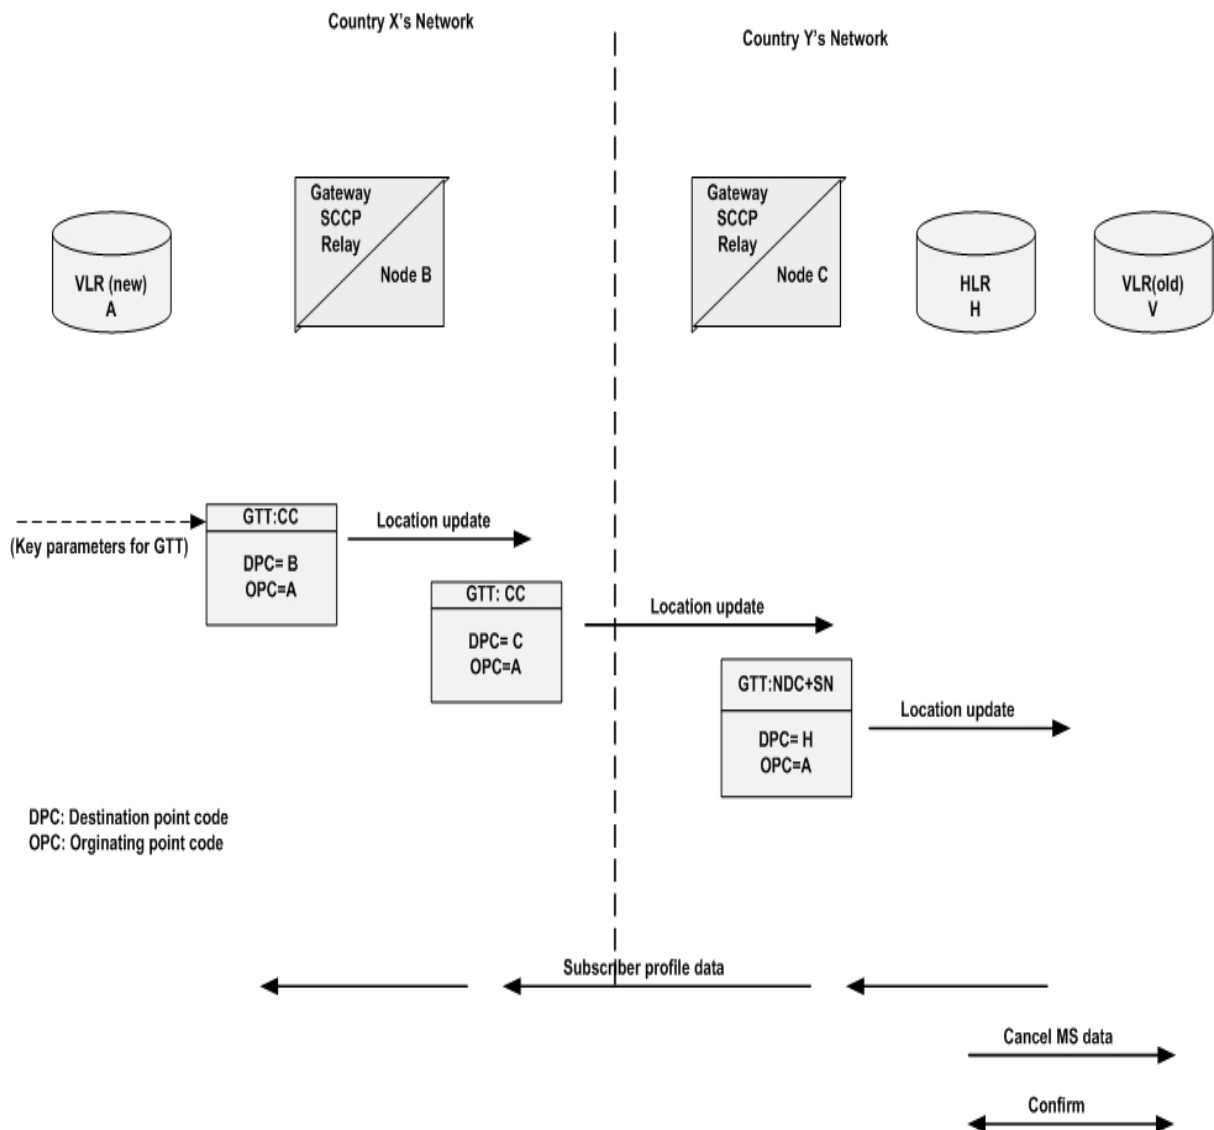 Country X's Network
Country Y's Network
Gateway
SCCP
Relay
Node B
Gateway
SCCP
Relay
Node C
VLR (new)
A
HLR
H
VLR(old)
V
(Key parameters for GTT)
GTT:CC
DPC= B
OPC=A
Location update
GTT: CC
DPC= C
OPC=A
Location update
GTT:NDC+SN
DPC= H
OPC=A
Location update
DPC: Destination point code
OPC: Orginating point code
Subscriber profile data
Cancel MS data
Confirm